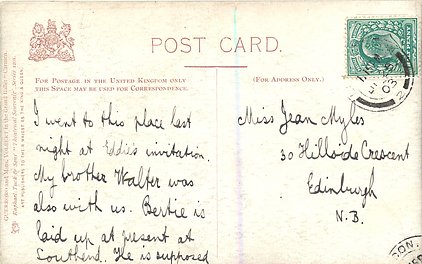 POST CARD.
FOR POSTAGE IN THE UNITED KINGDOM ONLY
THIS SPACE MAY BE USED FOR CORRESPONDENCE.
(FOR ADDRESS ONLY.)
I went to this place last
night at Eddie's invitation.
My brother Walter was
also with us. Bertie is
laid up at present at
Southend. He is supposed
Miss Jean Myles
30 Hillside Crescent
Edinburgh
N.B.
03
2